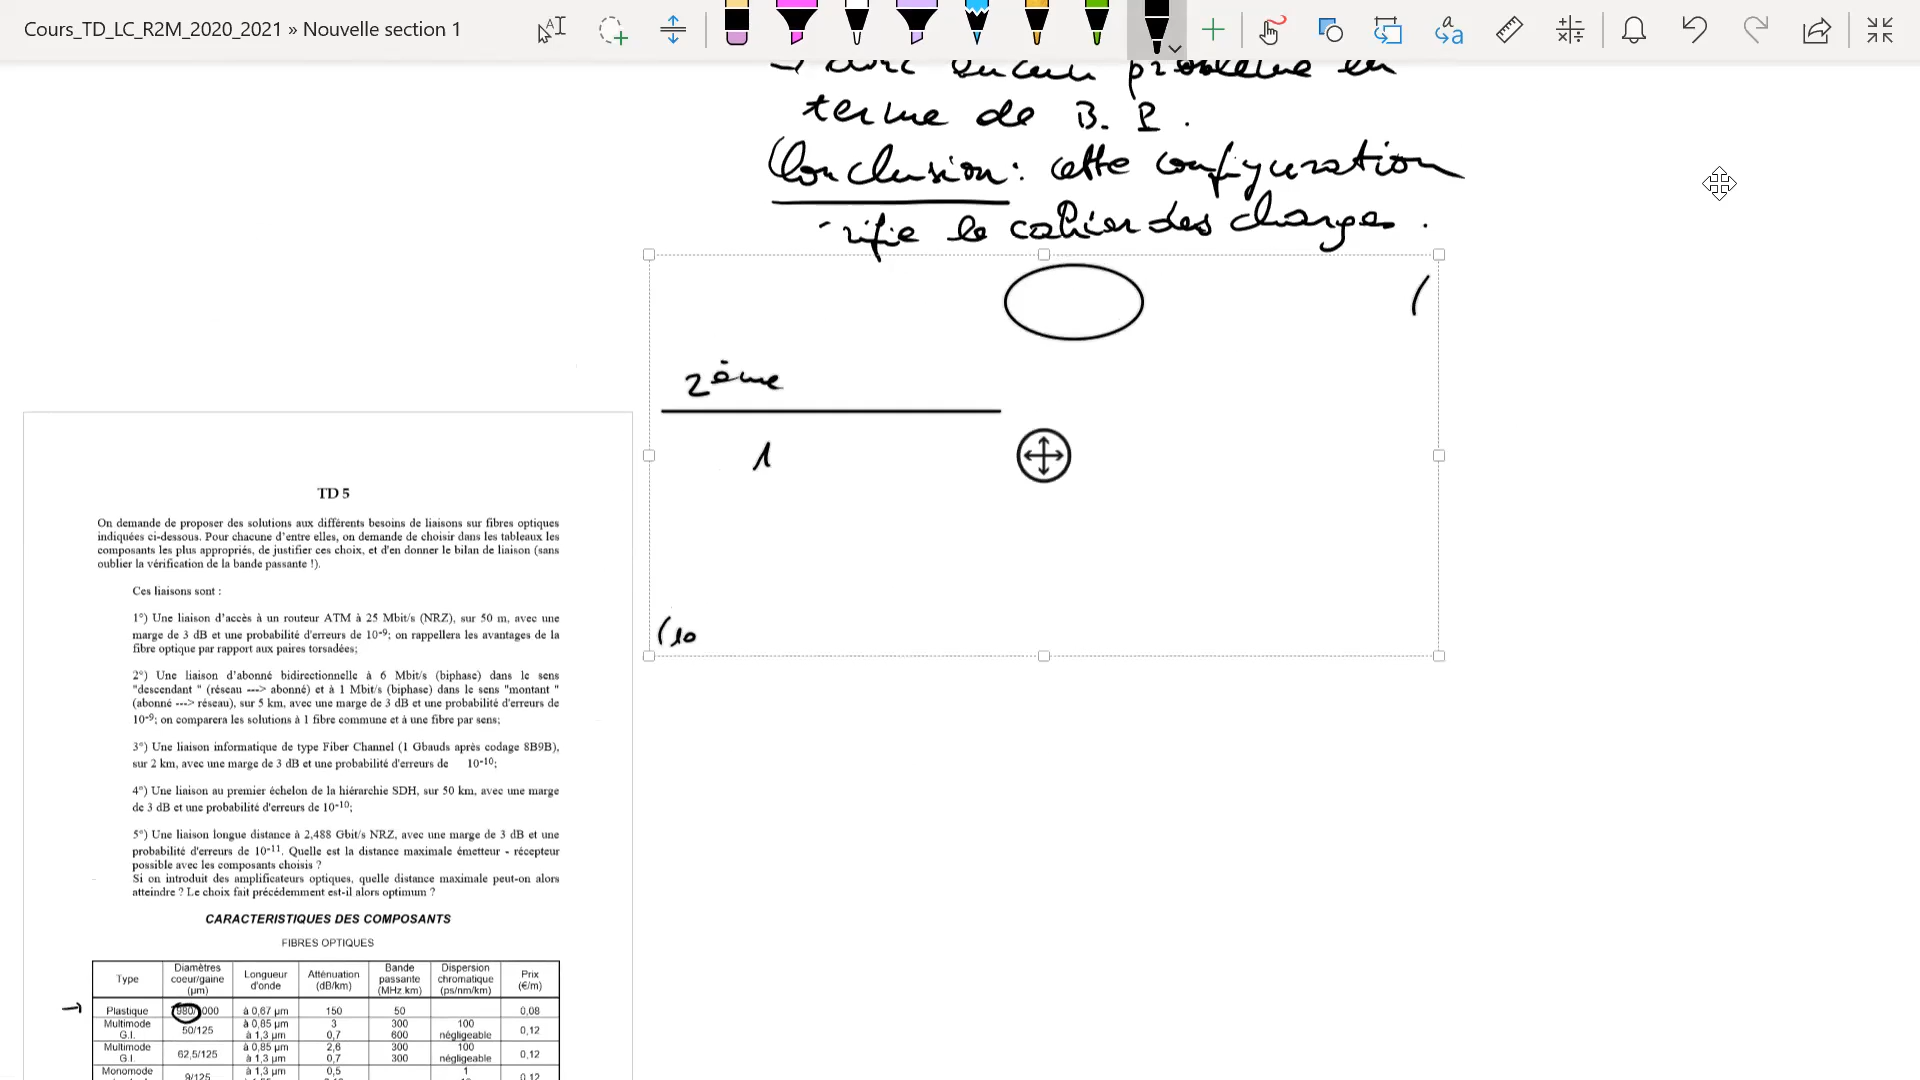 Cours_TD_LC_R2M_2020_2021 » Nouvelle section 1
→ donc aucun problème en
terme de B. P.
Conclusion : cette configuration
rifie le cahier des charges.
2ème
1
(
(10
TD 5
On demande de proposer des solutions aux différents besoins de liaisons sur fibres optiques
indiquées ci-dessous. Pour chacune d'entre elles, on demande de choisir dans les tableaux les
composants les plus appropriés, de justifier ces choix, et d'en donner le bilan de liaison (sans
oublier la vérification de la bande passante !).
Ces liaisons sont :
1°) Une liaison d'accès à un routeur ATM à 25 Mbit/s (NRZ), sur 50 m, avec une
marge de 3 dB et une probabilité d'erreurs de 10⁻⁹; on rappellera les avantages de la
fibre optique par rapport aux paires torsadées;
2°) Une liaison d'abonné bidirectionnelle à 6 Mbit/s (biphase) dans le sens
"descendant " (réseau ---> abonné) et à 1 Mbit/s (biphase) dans le sens "montant "
(abonné ---> réseau), sur 5 km, avec une marge de 3 dB et une probabilité d'erreurs de
10⁻⁹; on comparera les solutions à 1 fibre commune et à une fibre par sens;
3°) Une liaison informatique de type Fiber Channel (1 Gbauds après codage 8B9B),
sur 2 km, avec une marge de 3 dB et une probabilité d'erreurs de 10⁻¹⁰;
4°) Une liaison au premier échelon de la hiérarchie SDH, sur 50 km, avec une marge
de 3 dB et une probabilité d'erreurs de 10⁻¹⁰;
5°) Une liaison longue distance à 2,488 Gbit/s NRZ, avec une marge de 3 dB et une
probabilité d'erreurs de 10⁻¹¹. Quelle est la distance maximale émetteur - récepteur
possible avec les composants choisis ?
Si on introduit des amplificateurs optiques, quelle distance maximale peut-on alors
atteindre ? Le choix fait précédemment est-il alors optimum ?
CARACTERISTIQUES DES COMPOSANTS
FIBRES OPTIQUES
Type Diamètres coeur/gaine (µm) Longueur d'onde Atténuation (dB/km) Bande passante (MHz.km) Dispersion chromatique (ps/nm/km) Prix (€/m)
→ Plastique 980/1000 à 0,67 µm 150 50 0,08
Multimode G.I. 50/125 à 0,85 µm 3 300 100 0,12
à 1,3 µm 0,7 600 négligeable
Multimode G.I. 62,5/125 à 0,85 µm 2,6 300 100 0,12
à 1,3 µm 0,7 300 négligeable
Monomode 9/125 à 1,3 µm 0,5 1 0,12